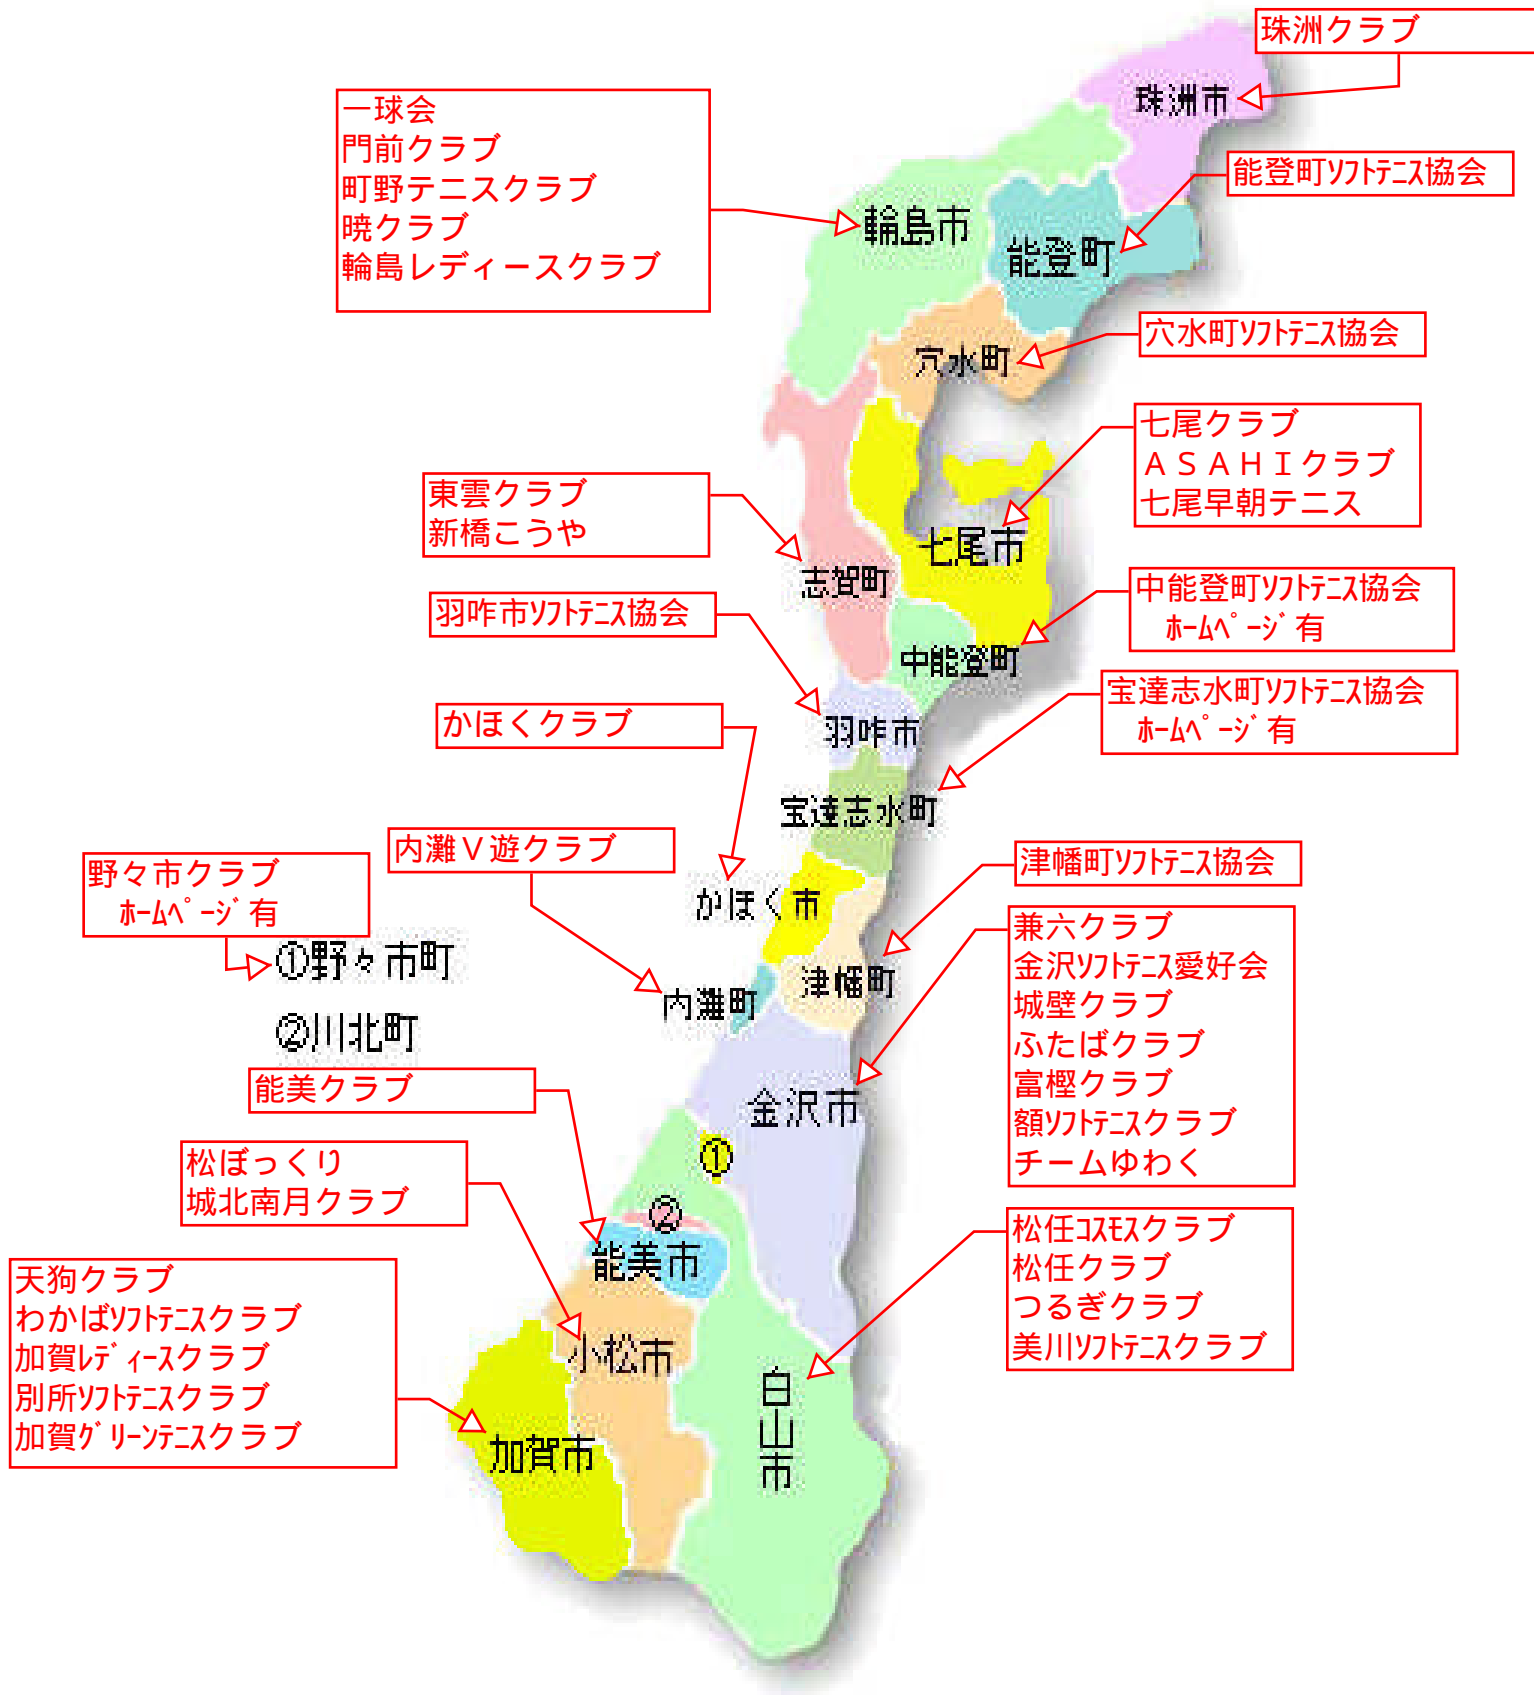 珠洲クラブ
珠洲市
一球会
門前クラブ
町野テニスクラブ
暁クラブ
輪島レディースクラブ
輪島市
能登町ｿﾌﾄﾃﾆｽ協会
能登町
穴水町ｿﾌﾄﾃﾆｽ協会
穴水町
七尾クラブ
ＡＳＡＨＩクラブ
七尾早朝テニス
七尾市
東雲クラブ
新橋こうや
志賀町
中能登町ｿﾌﾄﾃﾆｽ協会
ﾎｰﾑﾍﾟｰｼﾞ有
中能登町
羽咋市ｿﾌﾄﾃﾆｽ協会
羽咋市
宝達志水町ｿﾌﾄﾃﾆｽ協会
ﾎｰﾑﾍﾟｰｼﾞ有
宝達志水町
かほくクラブ
かほく市
内灘Ｖ遊クラブ
内灘町
津幡町ｿﾌﾄﾃﾆｽ協会
津幡町
野々市クラブ
ﾎｰﾑﾍﾟｰｼﾞ有
①野々市町
②川北町
兼六クラブ
金沢ｿﾌﾄﾃﾆｽ愛好会
城壁クラブ
ふたばクラブ
富樫クラブ
額ｿﾌﾄﾃﾆｽクラブ
チームゆわく
金沢市
①
②
能美クラブ
能美市
松ぼっくり
城北南月クラブ
小松市
松任ｺｽﾓｽクラブ
松任クラブ
つるぎクラブ
美川ｿﾌﾄﾃﾆｽクラブ
白山市
天狗クラブ
わかばｿﾌﾄﾃﾆｽクラブ
加賀ﾚﾃﾞｨｰｽクラブ
別所ｿﾌﾄﾃﾆｽクラブ
加賀ｸﾞﾘｰﾝﾃﾆｽクラブ
加賀市